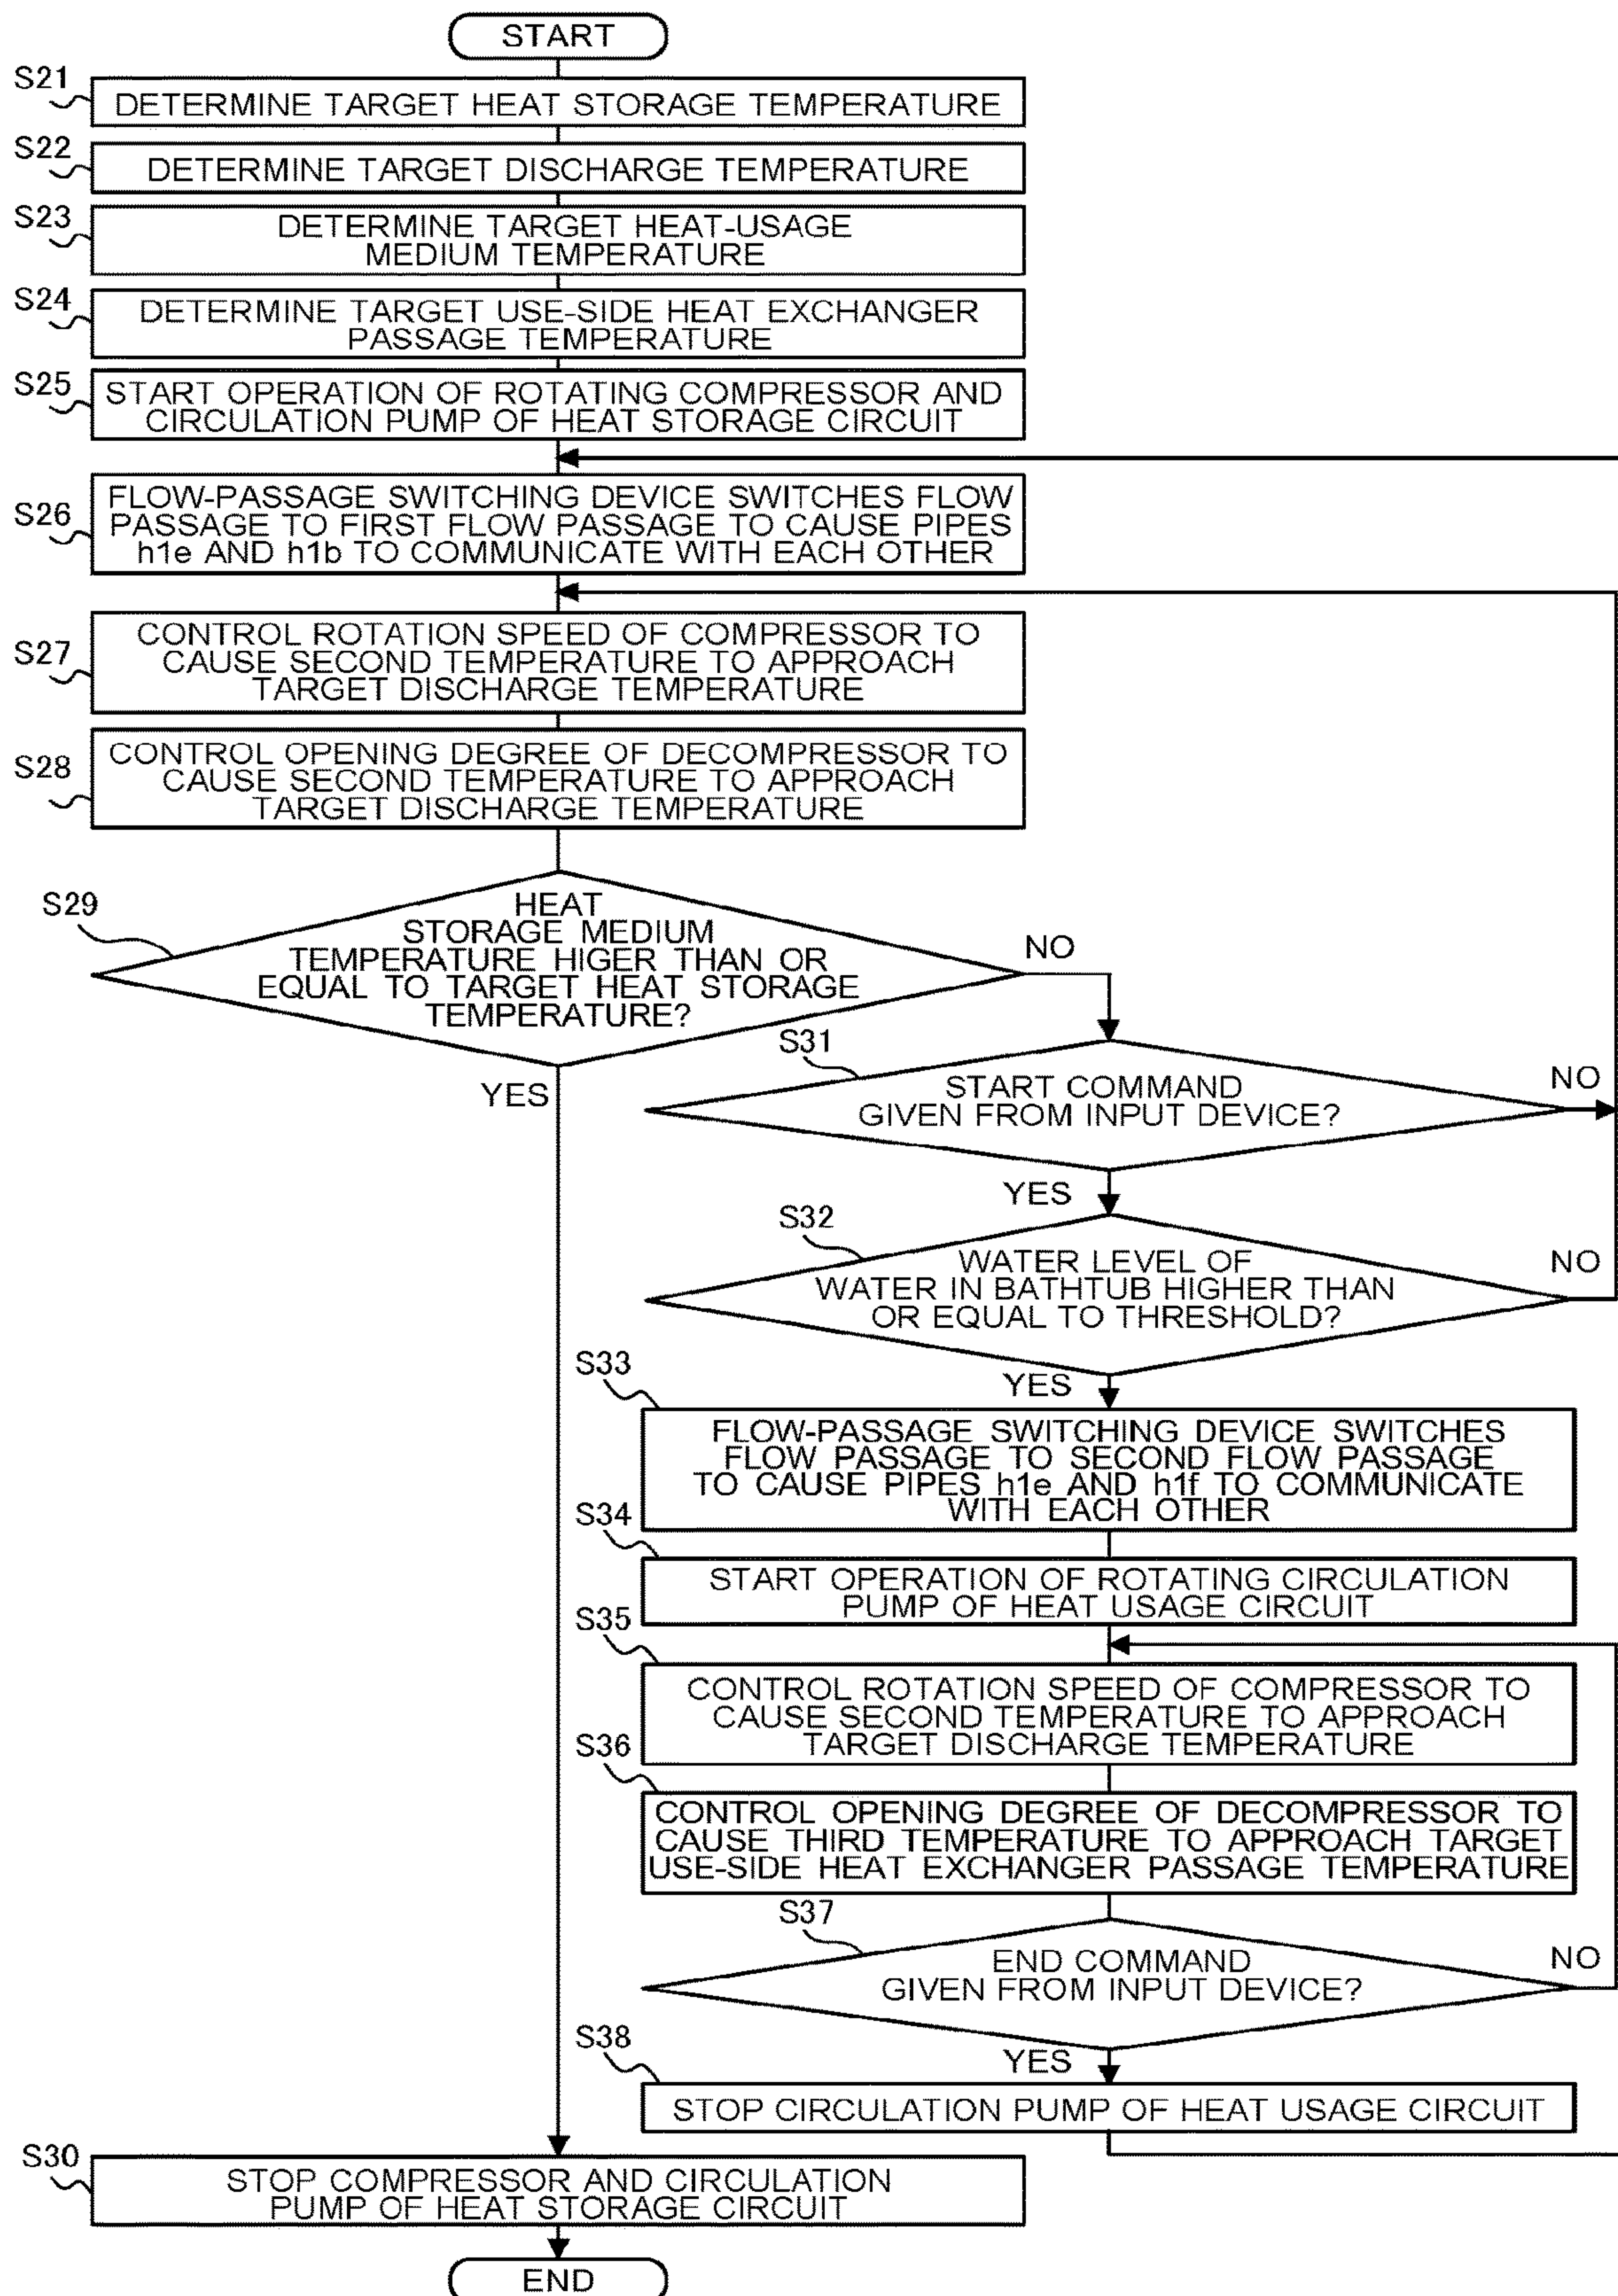 START
S21
DETERMINE TARGET HEAT STORAGE TEMPERATURE
S22
DETERMINE TARGET DISCHARGE TEMPERATURE
S23
DETERMINE TARGET HEAT-USAGE
MEDIUM TEMPERATURE
S24
DETERMINE TARGET USE-SIDE HEAT EXCHANGER
PASSAGE TEMPERATURE
S25
START OPERATION OF ROTATING COMPRESSOR AND
CIRCULATION PUMP OF HEAT STORAGE CIRCUIT
S26
FLOW-PASSAGE SWITCHING DEVICE SWITCHES FLOW
PASSAGE TO FIRST FLOW PASSAGE TO CAUSE PIPES
h1e AND h1b TO COMMUNICATE WITH EACH OTHER
S27
CONTROL ROTATION SPEED OF COMPRESSOR TO
CAUSE SECOND TEMPERATURE TO APPROACH
TARGET DISCHARGE TEMPERATURE
S28
CONTROL OPENING DEGREE OF DECOMPRESSOR TO
CAUSE SECOND TEMPERATURE TO APPROACH
TARGET DISCHARGE TEMPERATURE
S29
HEAT
STORAGE MEDIUM
TEMPERATURE HIGER THAN OR
EQUAL TO TARGET HEAT STORAGE
TEMPERATURE?
NO
YES
S31
START COMMAND
GIVEN FROM INPUT DEVICE?
NO
YES
S32
WATER LEVEL OF
WATER IN BATHTUB HIGHER THAN
OR EQUAL TO THRESHOLD?
NO
YES
S33
FLOW-PASSAGE SWITCHING DEVICE SWITCHES
FLOW PASSAGE TO SECOND FLOW PASSAGE
TO CAUSE PIPES h1e AND h1f TO COMMUNICATE
WITH EACH OTHER
S34
START OPERATION OF ROTATING CIRCULATION
PUMP OF HEAT USAGE CIRCUIT
S35
CONTROL ROTATION SPEED OF COMPRESSOR TO
CAUSE SECOND TEMPERATURE TO APPROACH
TARGET DISCHARGE TEMPERATURE
S36
CONTROL OPENING DEGREE OF DECOMPRESSOR TO
CAUSE THIRD TEMPERATURE TO APPROACH TARGET
USE-SIDE HEAT EXCHANGER PASSAGE TEMPERATURE
S37
END COMMAND
GIVEN FROM INPUT DEVICE?
NO
YES
S38
STOP CIRCULATION PUMP OF HEAT USAGE CIRCUIT
S30
STOP COMPRESSOR AND CIRCULATION
PUMP OF HEAT STORAGE CIRCUIT
END